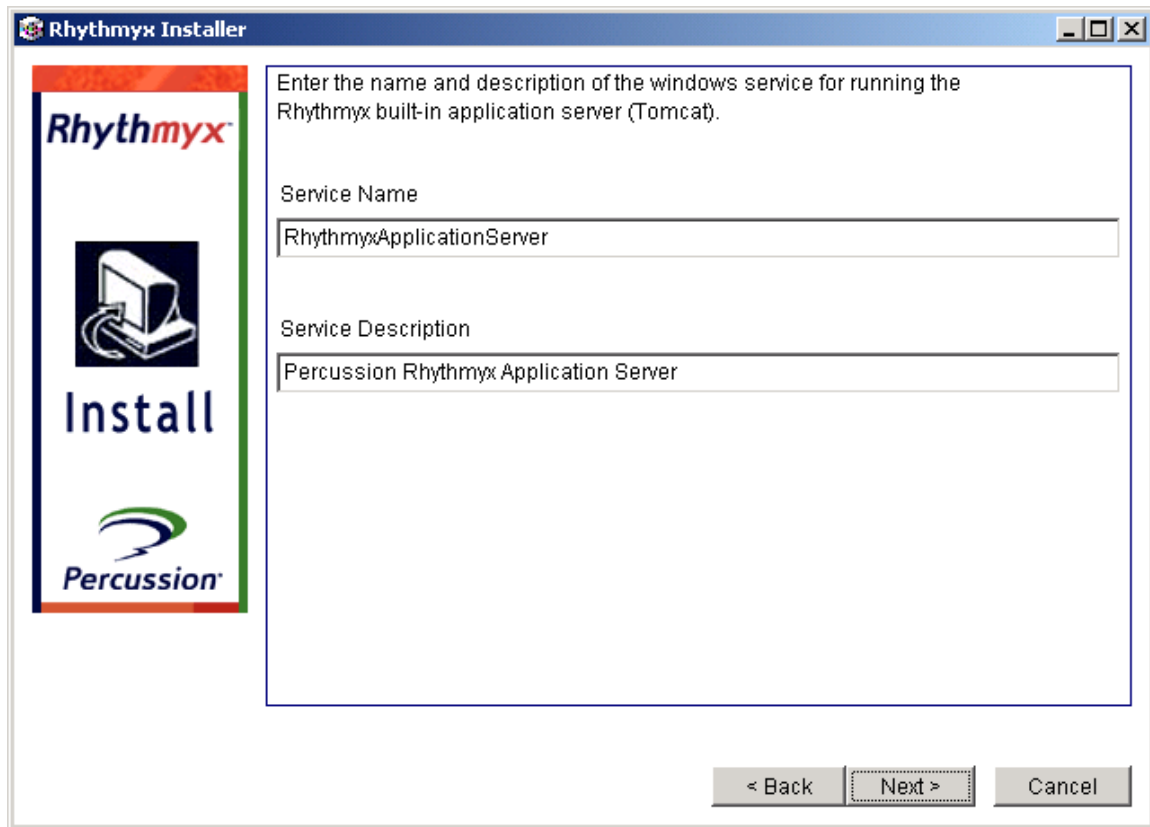 Rhythmyx Installer
Rhythmyx
Install
Percussion
Enter the name and description of the windows service for running the
Rhythmyx built-in application server (Tomcat).
Service Name
RhythmyxApplicationServer
Service Description
Percussion Rhythmyx Application Server
< Back
Next >
Cancel